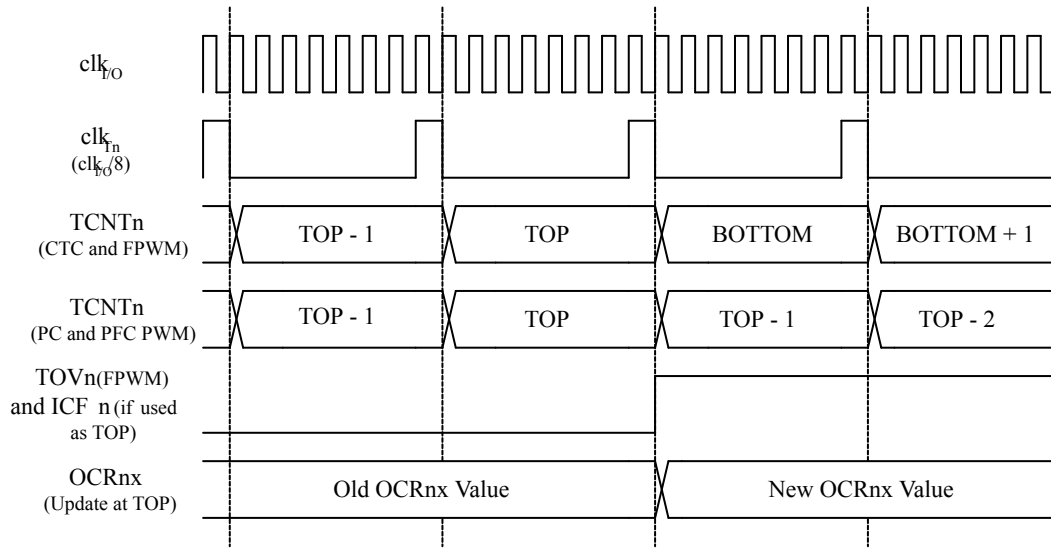 clkI/O
clkTn
(clkI/O/8)
TCNTn
(CTC and FPWM)
TOP - 1
TOP
BOTTOM
BOTTOM + 1
TCNTn
(PC and PFC PWM)
TOP - 1
TOP
TOP - 1
TOP - 2
TOVn(FPWM)
and ICF n(if used
as TOP)
OCRnx
(Update at TOP)
Old OCRnx Value
New OCRnx Value